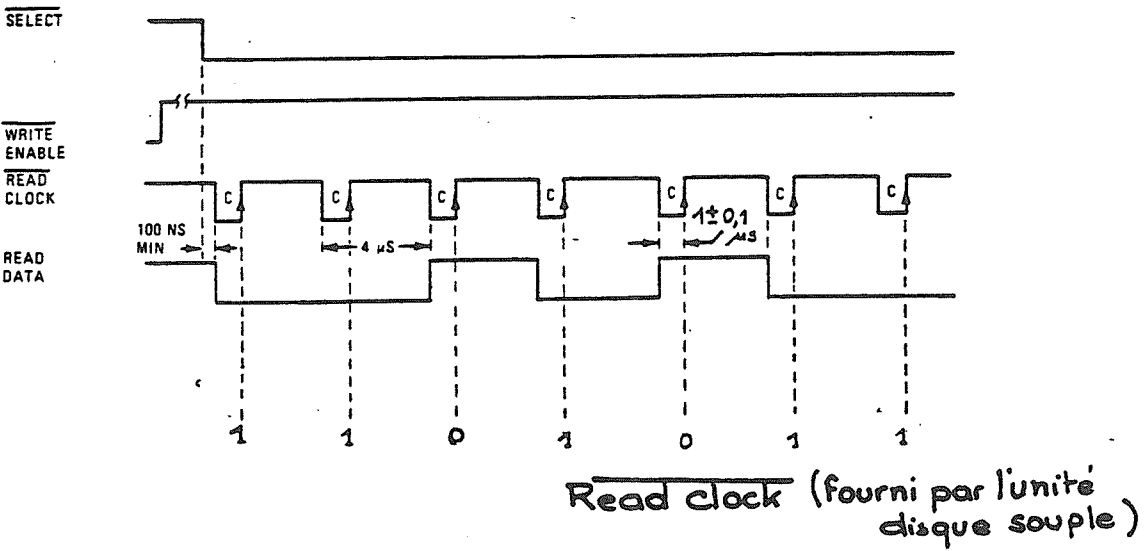 SELECT
WRITE
ENABLE
READ
CLOCK
C C C C C C C
100 NS
MIN
4 μS
1±0,1
μS
READ
DATA
1 1 0 1 0 1 1
Read clock (fourni par l'unité
disque souple)